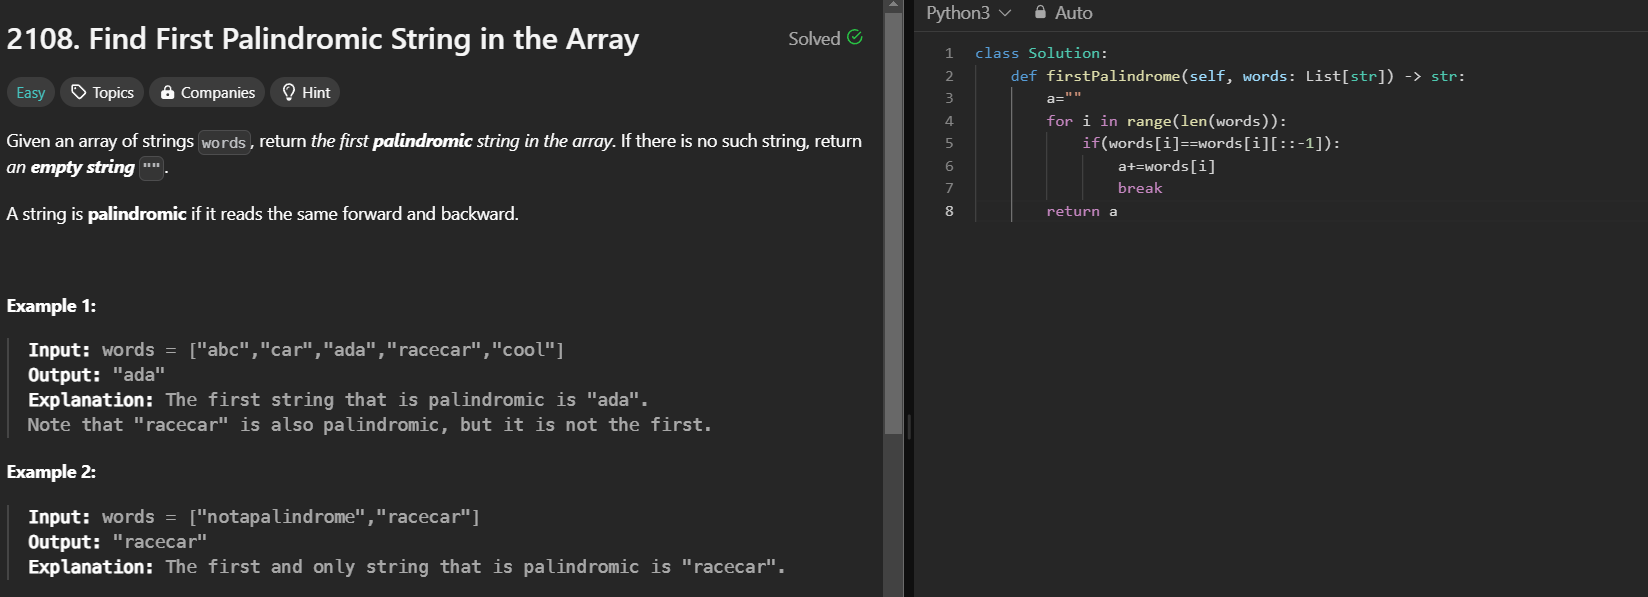 2108. Find First Palindromic String in the Array
Solved
Easy
Topics
Companies
Hint
Given an array of strings words, return the first palindromic string in the array. If there is no such string, return
an empty string "".
A string is palindromic if it reads the same forward and backward.
Example 1:
Input: words = ["abc","car","ada","racecar","cool"]
Output: "ada"
Explanation: The first string that is palindromic is "ada".
Note that "racecar" is also palindromic, but it is not the first.
Example 2:
Input: words = ["notapalindrome","racecar"]
Output: "racecar"
Explanation: The first and only string that is palindromic is "racecar".
Python3
Auto
1 class Solution:
2     def firstPalindrome(self, words: List[str]) -> str:
3         a=""
4         for i in range(len(words)):
5             if(words[i]==words[i][::-1]):
6                 a+=words[i]
7                 break
8         return a